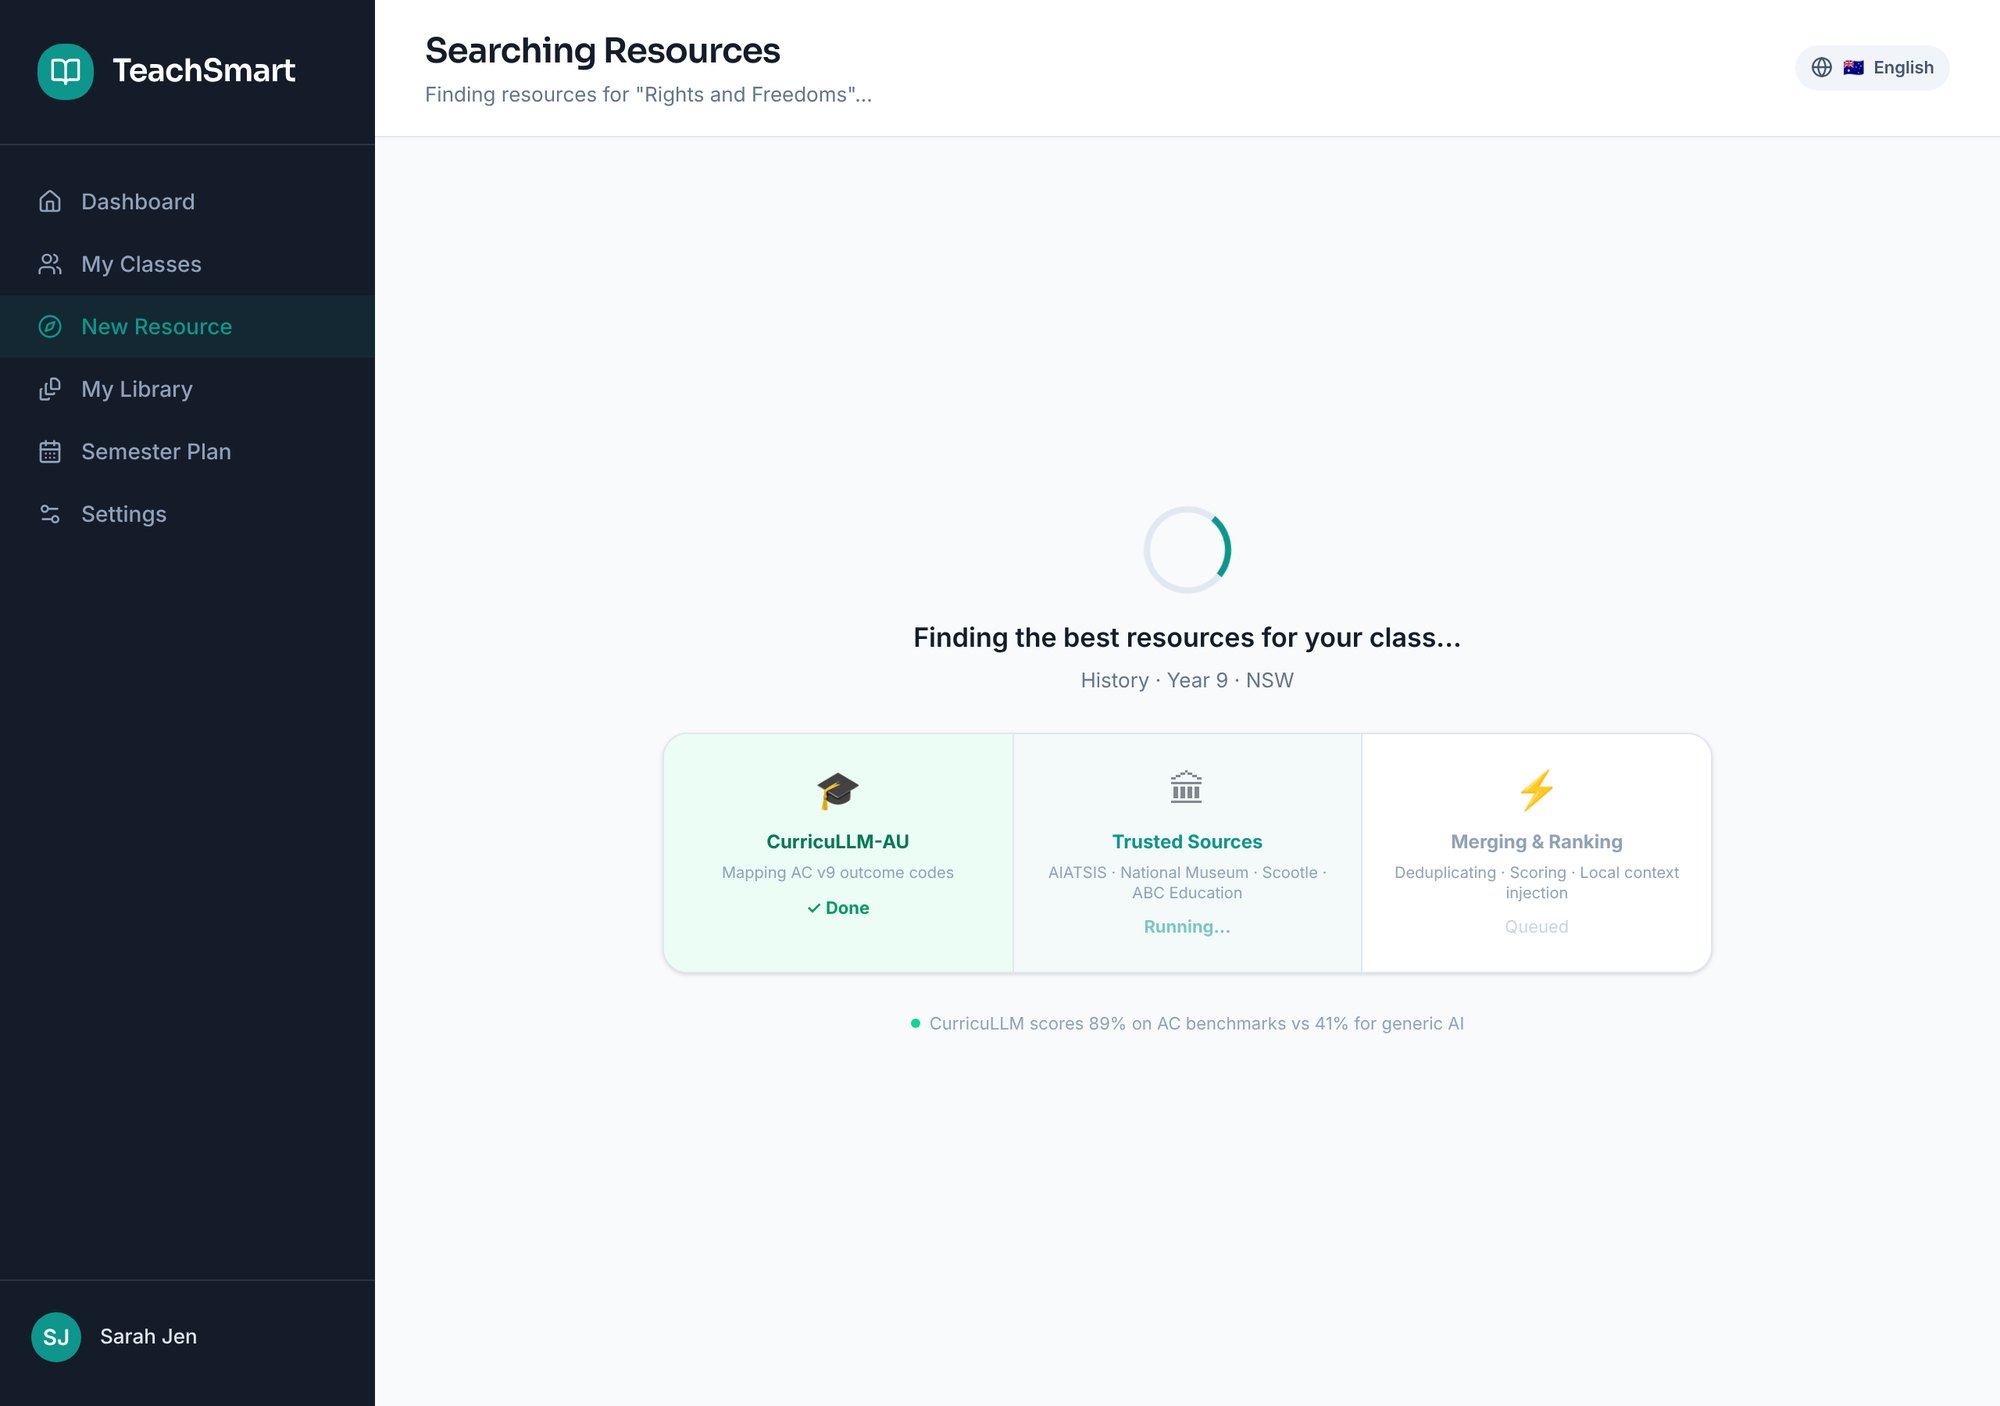 TeachSmart
Dashboard
My Classes
New Resource
My Library
Semester Plan
Settings
SJ
Sarah Jen
Searching Resources
Finding resources for "Rights and Freedoms"...
English
Finding the best resources for your class...
History · Year 9 · NSW
CurricuLLM-AU
Mapping AC v9 outcome codes
✓ Done
Trusted Sources
AIATSIS · National Museum · Scootle ·
ABC Education
Running...
Merging & Ranking
Deduplicating · Scoring · Local context
injection
Queued
CurricuLLM scores 89% on AC benchmarks vs 41% for generic AI